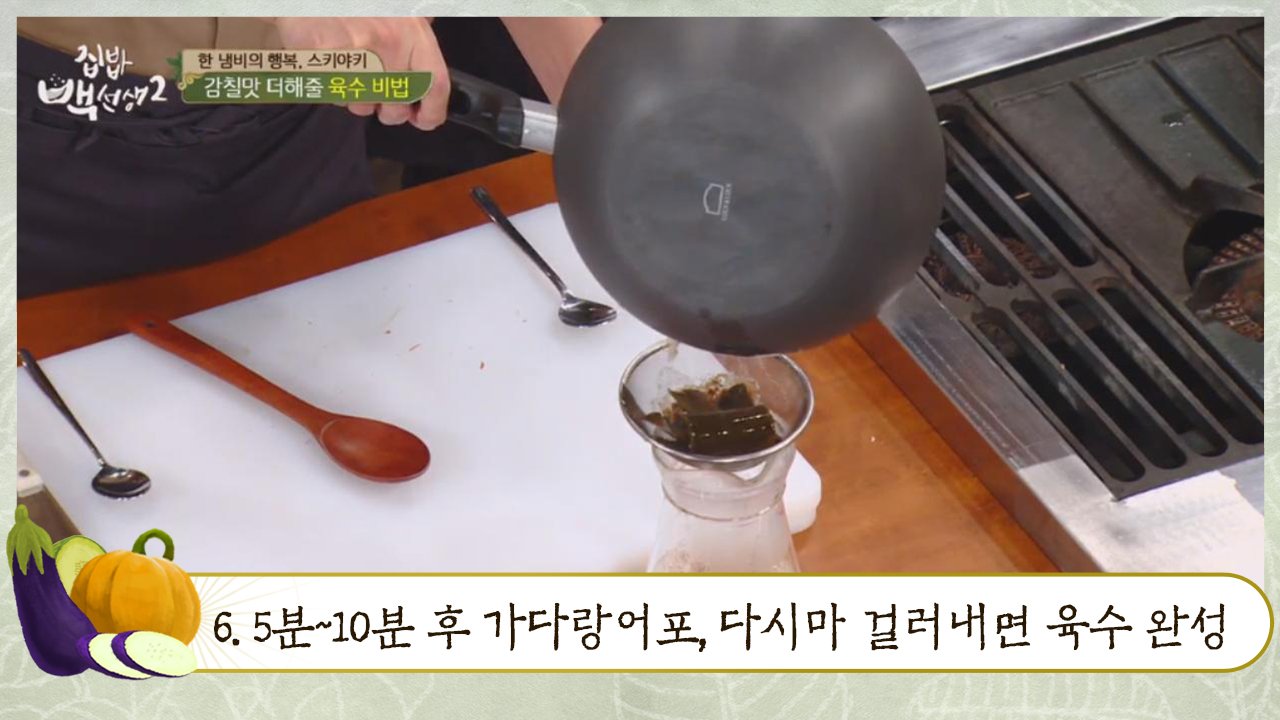 집밥
백선생2
한 냄비의 행복, 스키야키
감칠맛 더해줄 육수 비법
6. 5분~10분 후 가다랑어포, 다시마 걸러내면 육수 완성